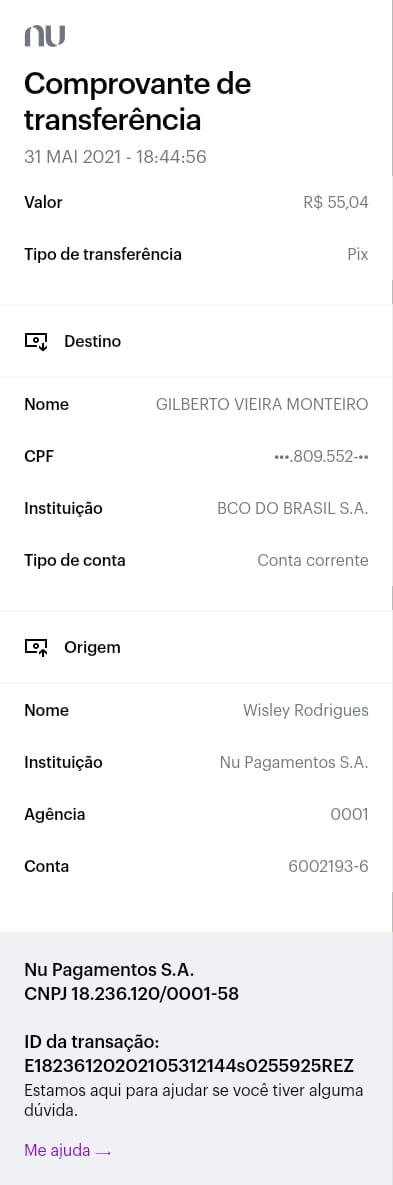 nu
Comprovante de
transferência
31 MAI 2021 - 18:44:56
Valor R$ 55,04
Tipo de transferência Pix
Destino
Nome GILBERTO VIEIRA MONTEIRO
CPF •••.809.552-••
Instituição BCO DO BRASIL S.A.
Tipo de conta Conta corrente
Origem
Nome Wisley Rodrigues
Instituição Nu Pagamentos S.A.
Agência 0001
Conta 6002193-6
Nu Pagamentos S.A.
CNPJ 18.236.120/0001-58
ID da transação:
E18236120202105312144s0255925REZ
Estamos aqui para ajudar se você tiver alguma
dúvida.
Me ajuda →